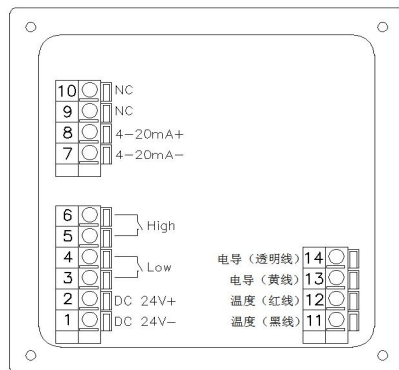 10 NC
9 NC
8 4-20mA+
7 4-20mA-
6
High
5
4
Low
3
2 DC 24V+
1 DC 24V-
电导（透明线） 14
电导（黄线） 13
温度（红线） 12
温度（黑线） 11